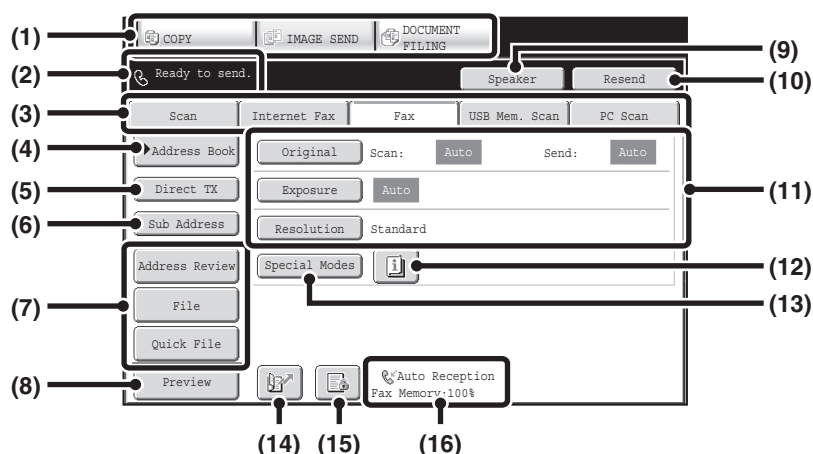 (1) COPY IMAGE SEND DOCUMENT FILING
(2) Ready to send.
(9) Speaker
(10) Resend
(3) Scan Internet Fax Fax USB Mem. Scan PC Scan
(4) Address Book Original Scan: Auto Send: Auto
(5) Direct TX Exposure Auto (11)
(6) Sub Address Resolution Standard
Address Review Special Modes (12)
(7) File (13)
Quick File
(8) Preview Auto Reception
Fax Memory:100%
(14) (15) (16)